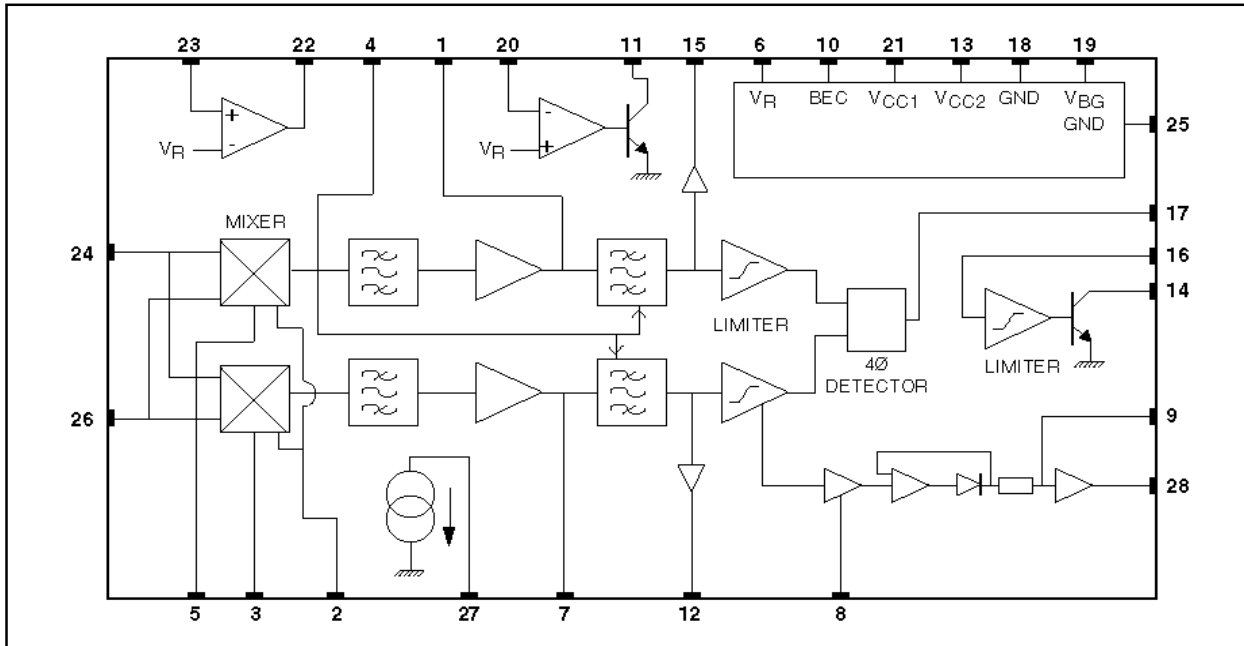 23 22 4 1 20 11 15 6 10 21 13 18 19
VR BEC VCC1 VCC2 GND VBG
GND
25
+
-
VR
-
+
VR
17
MIXER
24
16
14
LIMITER
LIMITER
4Ø
DETECTOR
26
9
28
5 3 2 27 7 12 8